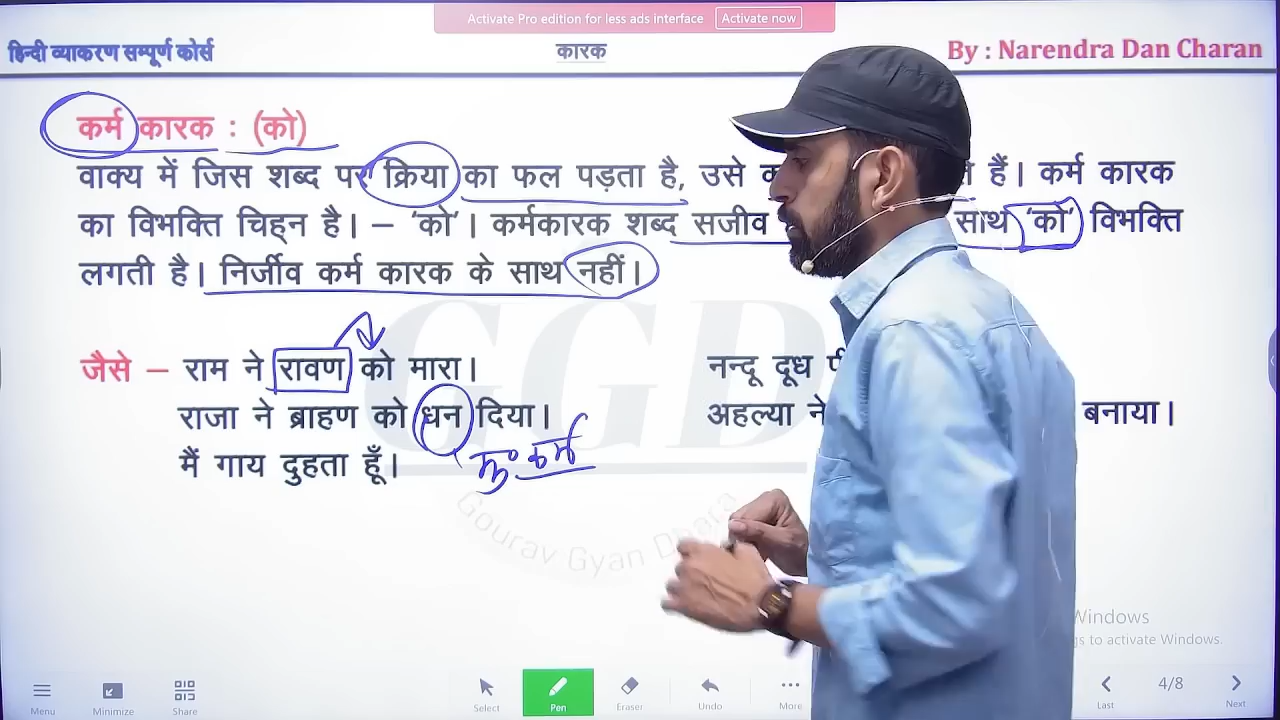 Activate Pro edition for less ads interface Activate now
हिन्दी व्याकरण सम्पूर्ण कोर्स कारक By : Narendra Dan Charan
कर्म कारक : (को)
वाक्य में जिस शब्द पर क्रिया का फल पड़ता है, उसे हैं। कर्म कारक
का विभक्ति चिह्न है। – 'को'। कर्मकारक शब्द सजीव साथ 'को' विभक्ति
लगती है। निर्जीव कर्म कारक के साथ नहीं।
जैसे – राम ने रावण को मारा। नन्दू दूध
राजा ने ब्राहण को धन दिया। अहल्या ने बनाया।
मु॰ कर्म
मैं गाय दुहता हूँ।
GGD
Gourav Gyan
Windows
to activate Windows.
Menu Minimize Share Select Pen Eraser Undo More Last 4/8 Next